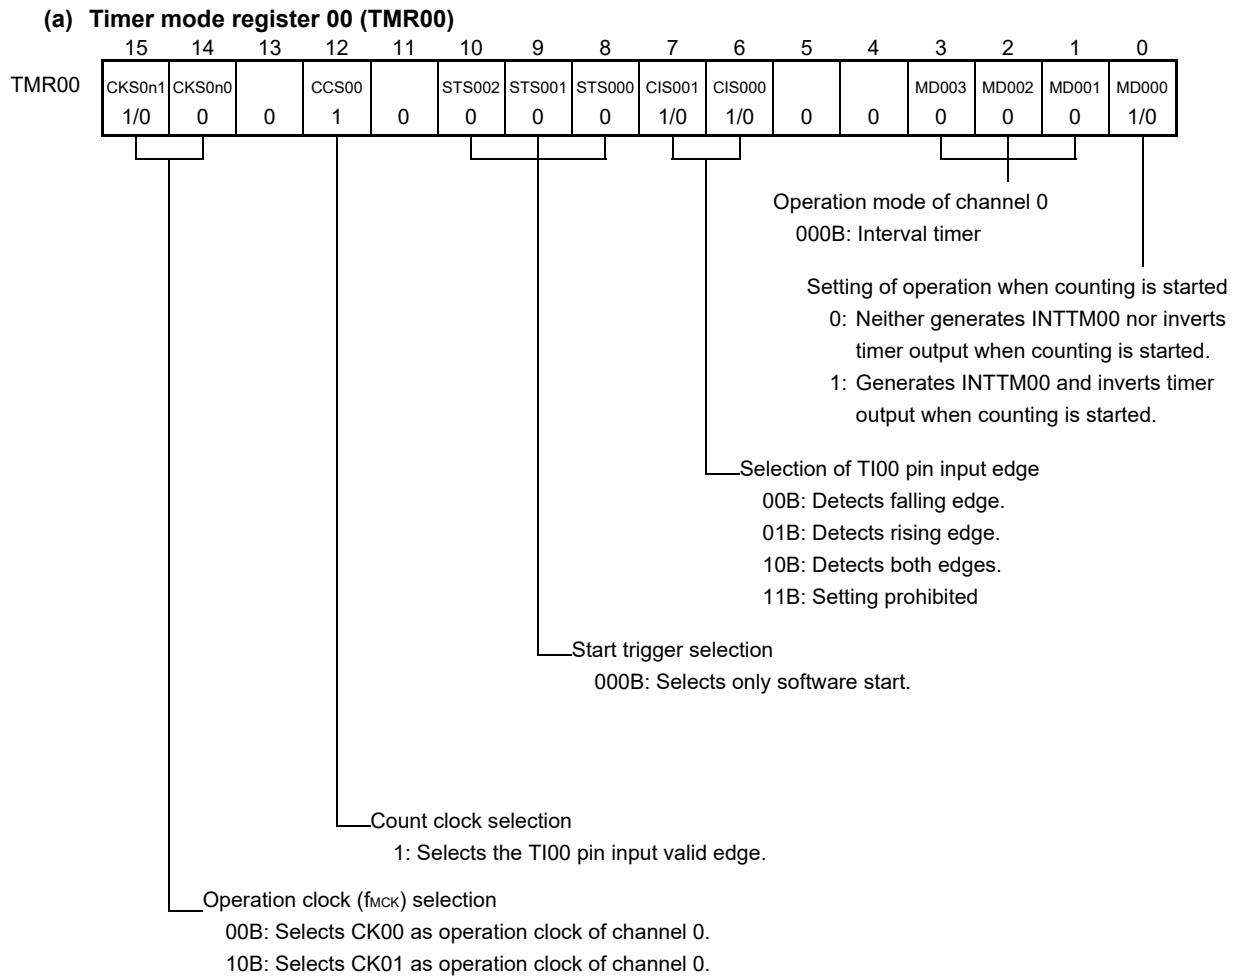 (a) Timer mode register 00 (TMR00)
15 14 13 12 11 10 9 8 7 6 5 4 3 2 1 0
TMR00 CKS0n1 CKS0n0 CCS00 STS002 STS001 STS000 CIS001 CIS000 MD003 MD002 MD001 MD000
1/0 0 0 1 0 0 0 0 1/0 1/0 0 0 0 0 0 1/0
Operation mode of channel 0
000B: Interval timer
Setting of operation when counting is started
0: Neither generates INTTM00 nor inverts
timer output when counting is started.
1: Generates INTTM00 and inverts timer
output when counting is started.
Selection of TI00 pin input edge
00B: Detects falling edge.
01B: Detects rising edge.
10B: Detects both edges.
11B: Setting prohibited
Start trigger selection
000B: Selects only software start.
Count clock selection
1: Selects the TI00 pin input valid edge.
Operation clock (fMCK) selection
00B: Selects CK00 as operation clock of channel 0.
10B: Selects CK01 as operation clock of channel 0.